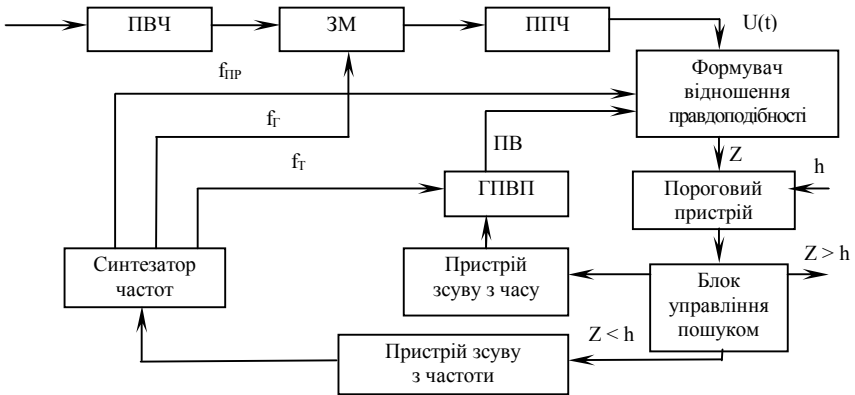 ПВЧ
ЗМ
ППЧ
U(t)
fПР
Формувач
відношення
правдоподібності
fГ
ПВ
fТ
Z
h
ГПВП
Пороговий
пристрій
Z > h
Синтезатор
частот
Пристрій
зсуву з часу
Блок
управління
пошуком
Z < h
Пристрій зсуву
з частоти